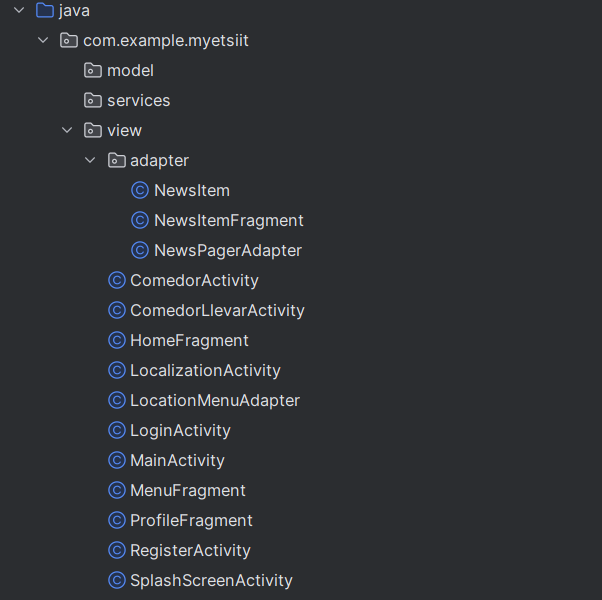 java
com.example.myetsiit
model
services
view
adapter
C NewsItem
C NewsItemFragment
C NewsPagerAdapter
C ComedorActivity
C ComedorLlevarActivity
C HomeFragment
C LocalizationActivity
C LocationMenuAdapter
C LoginActivity
C MainActivity
C MenuFragment
C ProfileFragment
C RegisterActivity
C SplashScreenActivity